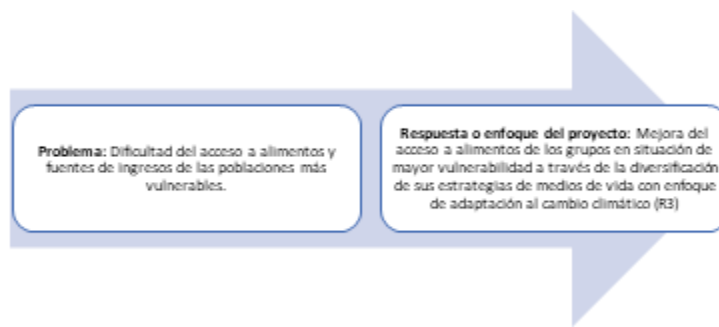 Problema: Dificultad del acceso a alimentos y
fuentes de ingresos de las poblaciones más
vulnerables.
Respuesta o enfoque del proyecto: Mejora del
acceso a alimentos de los grupos en situación de
mayor vulnerabilidad a través de la diversificación
de sus estrategias de medios de vida con enfoque
de adaptación al cambio climático (R3)